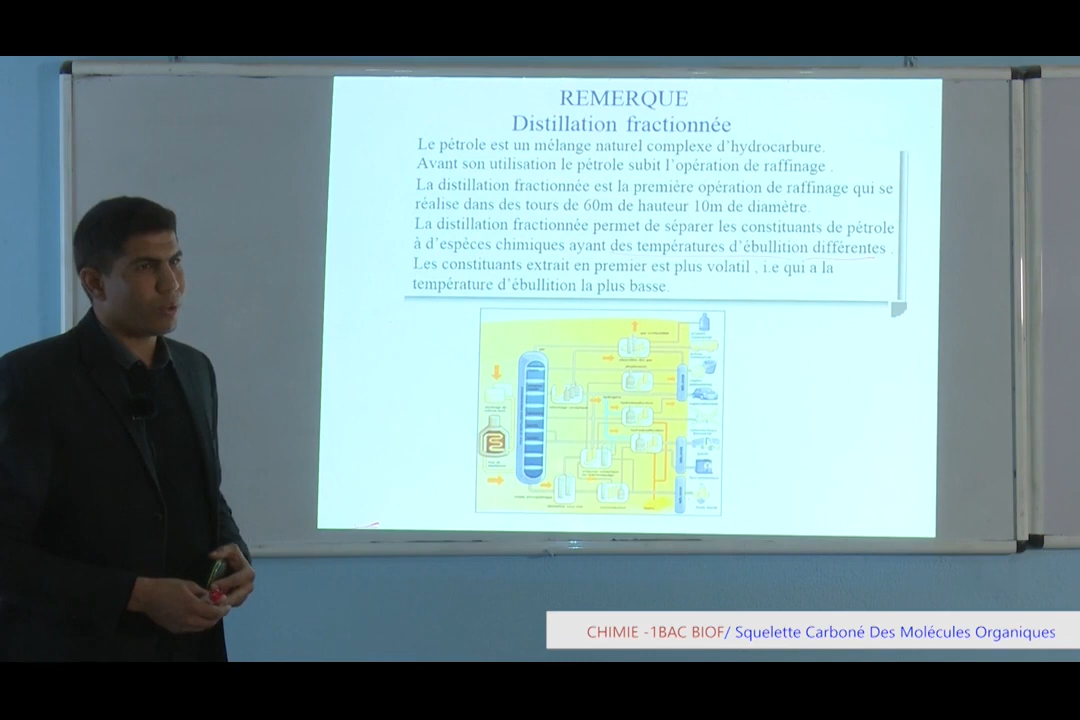 REMERQUE
Distillation fractionnée
Le pétrole est un mélange naturel complexe d'hydrocarbure.
Avant son utilisation le pétrole subit l'opération de raffinage .
La distillation fractionnée est la première opération de raffinage qui se
réalise dans des tours de 60m de hauteur 10m de diamètre.
La distillation fractionnée permet de séparer les constituants de pétrole
à d'espèces chimiques ayant des températures d'ébullition différentes .
Les constituants extrait en premier est plus volatil , i.e qui a la
température d'ébullition la plus basse.
CHIMIE -1BAC BIOF/ Squelette Carboné Des Molécules Organiques